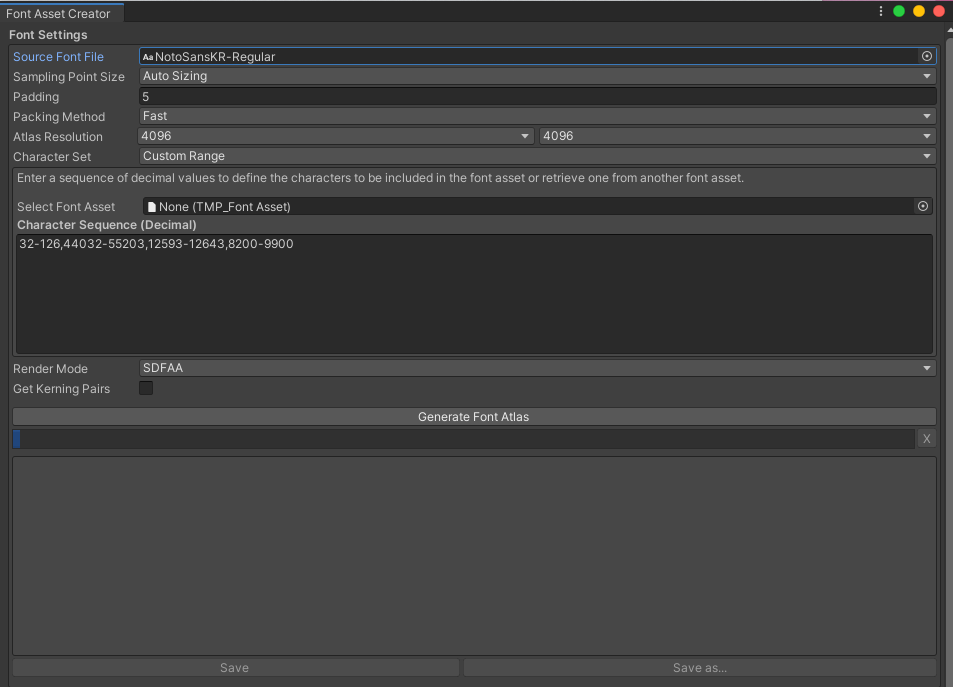 Font Asset Creator
Font Settings
Source Font File
Aa NotoSansKR-Regular
Sampling Point Size
Auto Sizing
Padding
5
Packing Method
Fast
Atlas Resolution
4096
4096
Character Set
Custom Range
Enter a sequence of decimal values to define the characters to be included in the font asset or retrieve one from another font asset.
Select Font Asset
None (TMP_Font Asset)
Character Sequence (Decimal)
32-126,44032-55203,12593-12643,8200-9900
Render Mode
SDFAA
Get Kerning Pairs
Generate Font Atlas
X
Save
Save as...